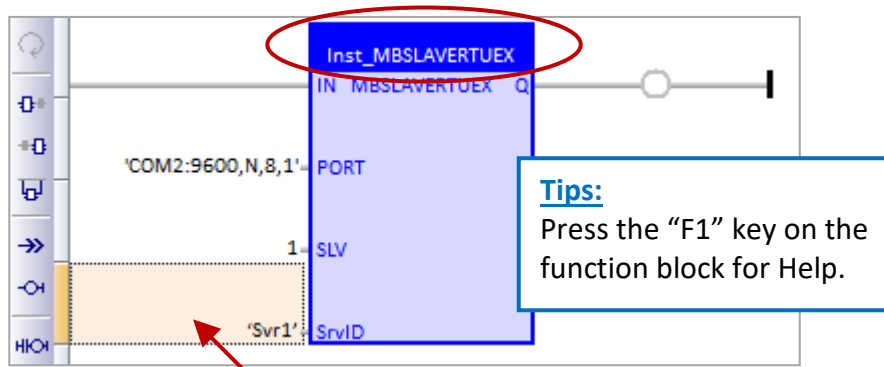 Inst_MBSLAVERTUEX
IN MBSLAVERTUEX Q
'COM2:9600,N,8,1' PORT
1 SLV
'Svr1' SrvID
Tips:
Press the “F1” key on the
function block for Help.